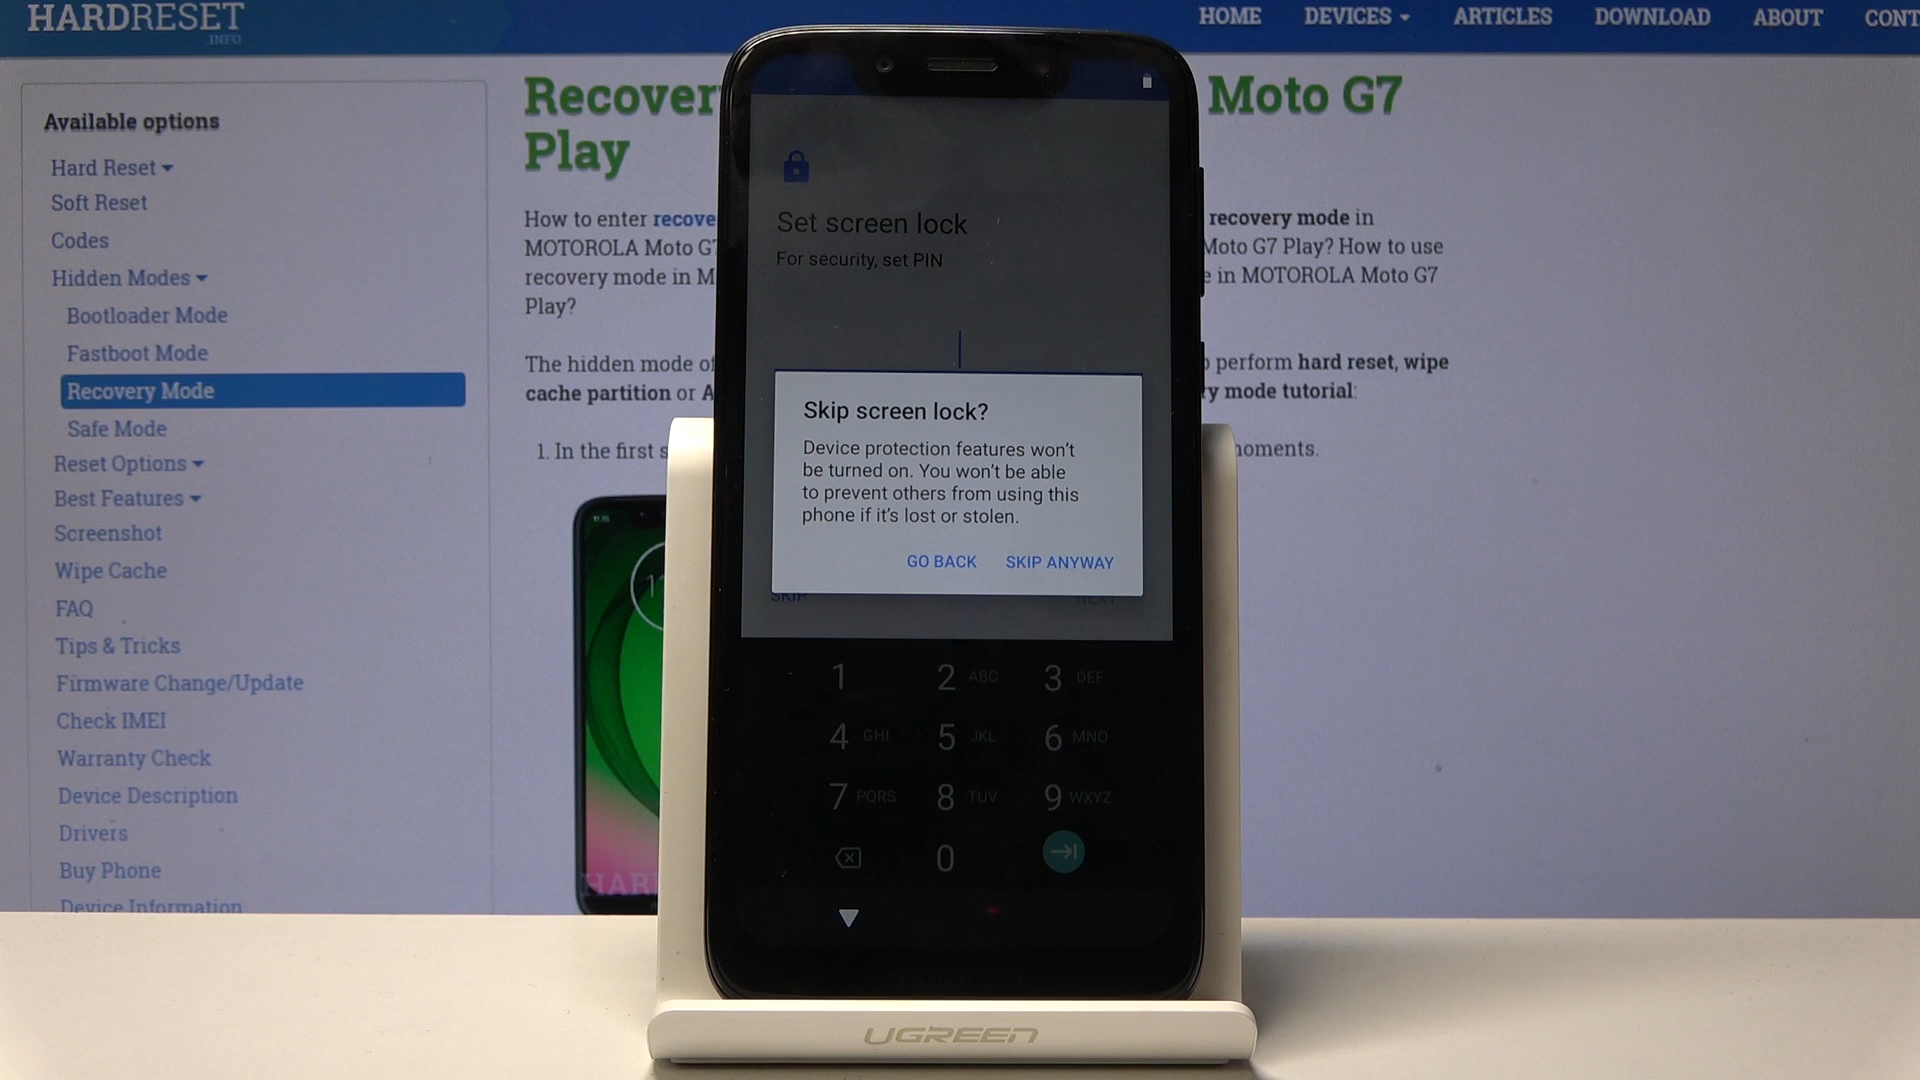 HARDRESET
.INFO
HOME DEVICES ARTICLES DOWNLOAD ABOUT CONT
Available options
Hard Reset
Soft Reset
Codes
Hidden Modes
Bootloader Mode
Fastboot Mode
Recovery Mode
Safe Mode
Reset Options
Best Features
Screenshot
Wipe Cache
FAQ
Tips & Tricks
Firmware Change/Update
Check IMEI
Warranty Check
Device Description
Drivers
Buy Phone
Device Information
Recover Moto G7
Play
How to enter recove recovery mode in
MOTOROLA Moto G7 Moto G7 Play? How to use
recovery mode in M e in MOTOROLA Moto G7
Play?
The hidden mode of perform hard reset, wipe
cache partition or A ry mode tutorial:
1. In the first s moments.
11:35
HAR
Set screen lock
For security, set PIN
Skip screen lock?
Device protection features won't
be turned on. You won't be able
to prevent others from using this
phone if it's lost or stolen.
GO BACK SKIP ANYWAY
SKIP NEXT
1 2 ABC 3 DEF
4 GHI 5 JKL 6 MNO
7 PQRS 8 TUV 9 WXYZ
0
UGREEN